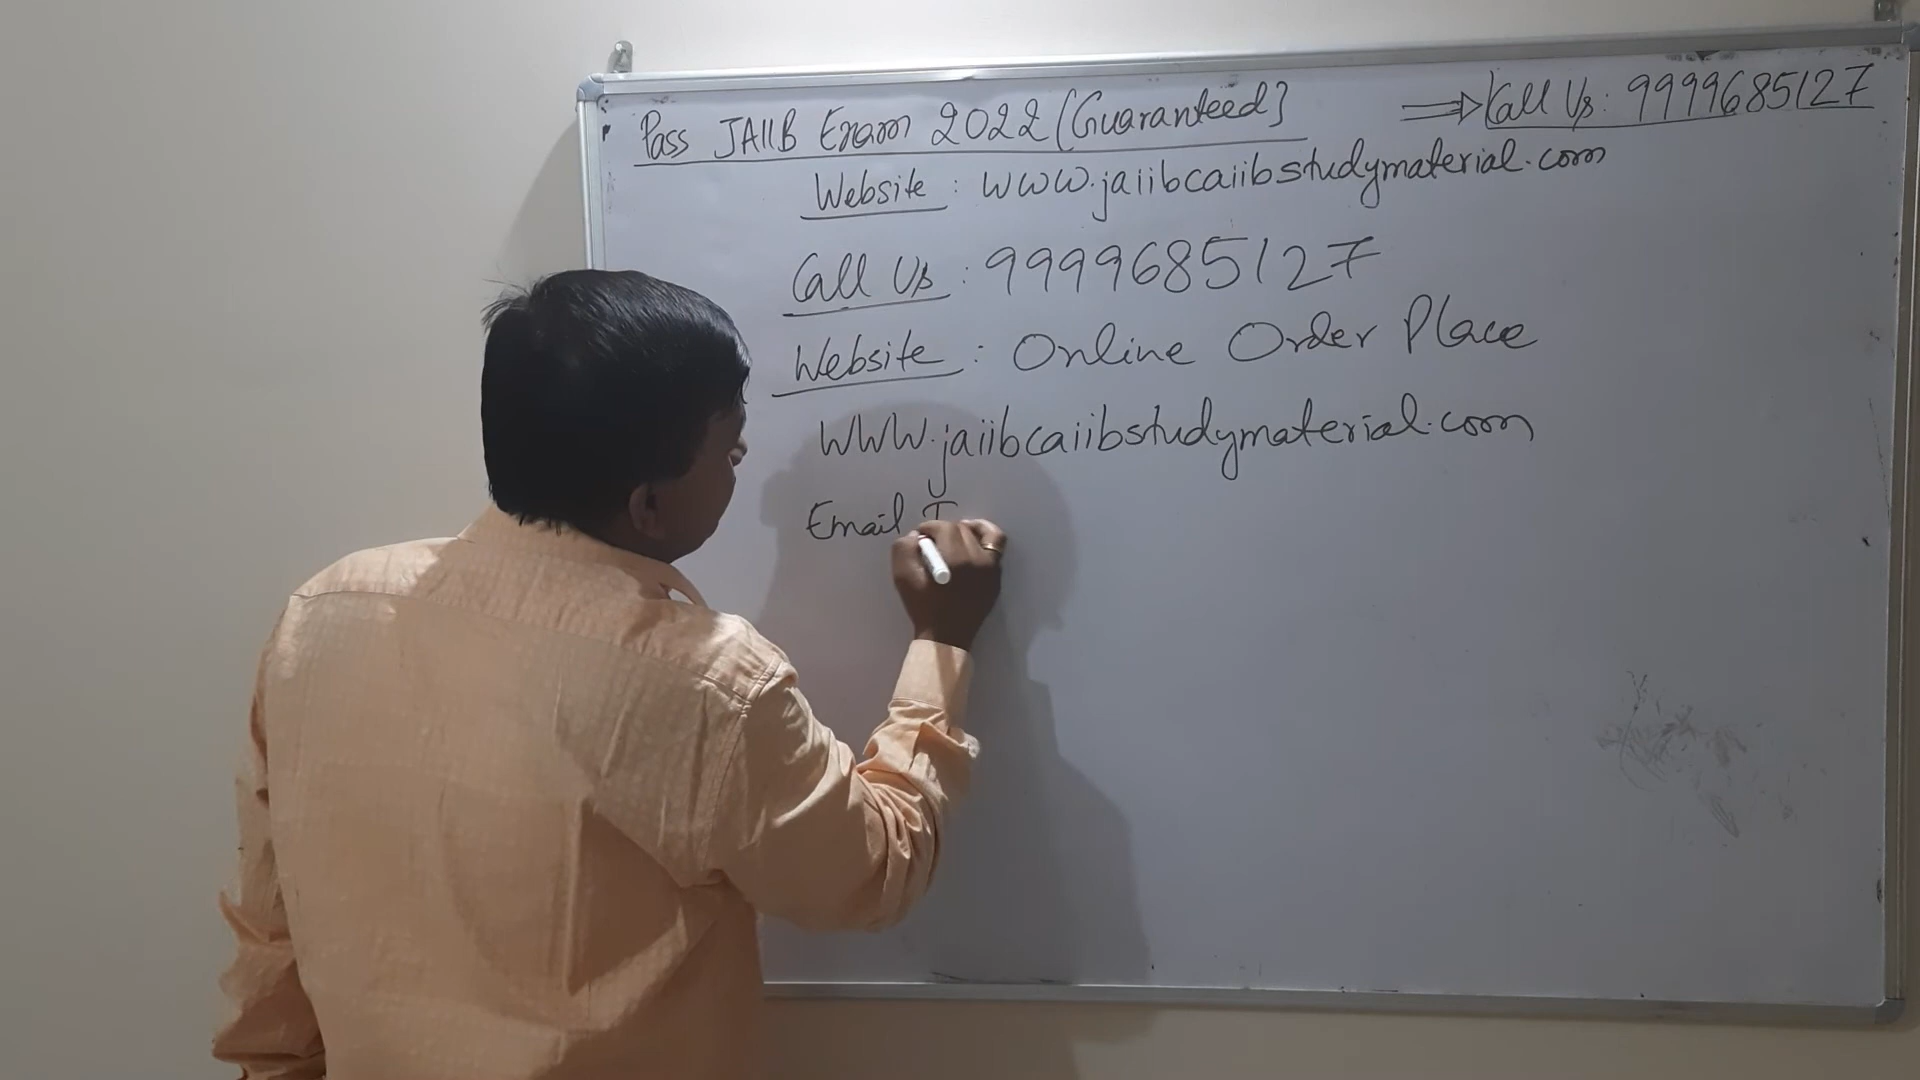 Pass JAIIB Exam 2022 (Guaranteed] ⇒ Call Us : 9999685127
Website : www.jaiibcaiibstudymaterial.com
Call Us : 9999685127
Website : Online Order Place
www.jaiibcaiibstudymaterial.com
Email I